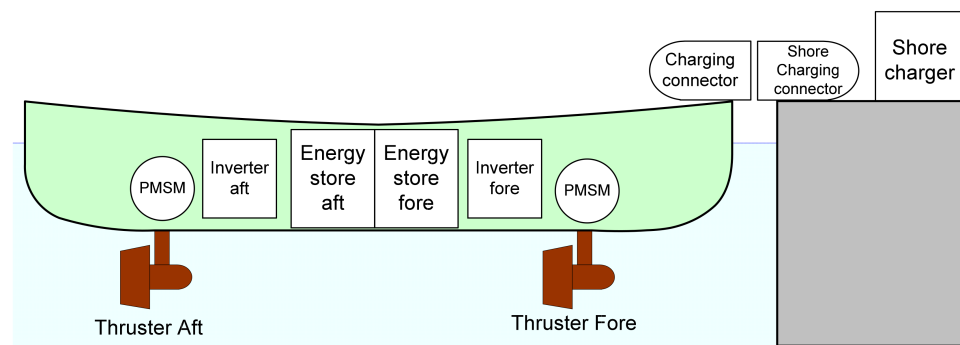 Charging
connector
Shore
Charging
connector
Shore
charger
PMSM
Inverter
aft
Energy
store
aft
Energy
store
fore
Inverter
fore
PMSM
Thruster Aft
Thruster Fore